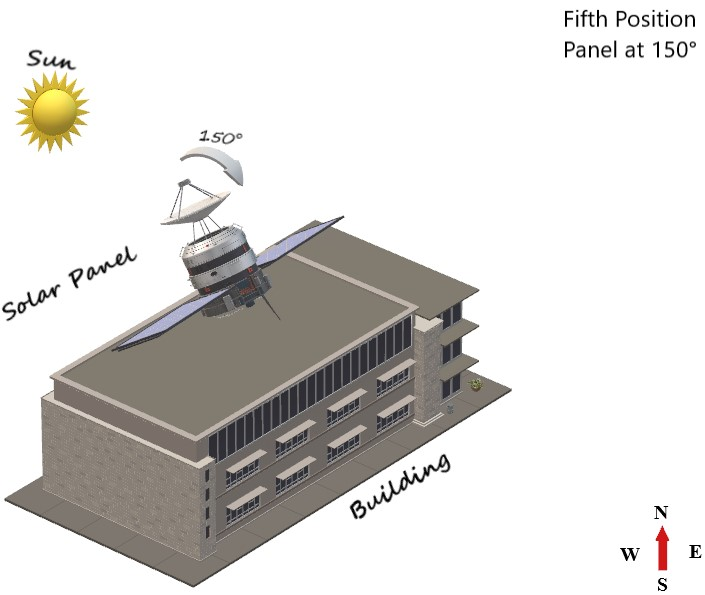 Fifth Position
Panel at 150°
Sun
150°
Solar Panel
Building
N
W E
S